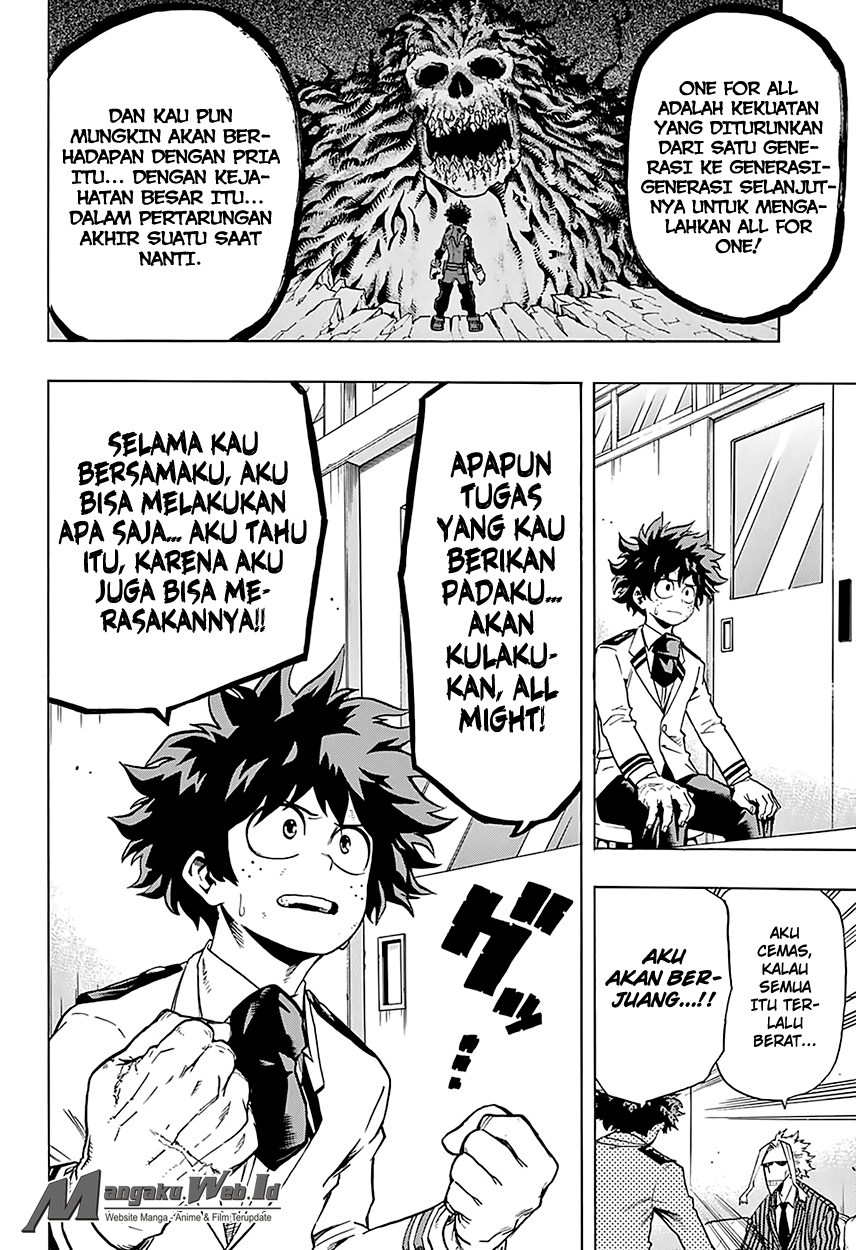 ONE FOR ALL
ADALAH KEKUATAN
YANG DITURUNKAN
DARI SATU GENE-
RASI KE GENERASI-
GENERASI SELANJUT-
NYA UNTUK MENGA-
LAHKAN ALL FOR
ONE!
DAN KAU PUN
MUNGKIN AKAN BER-
HADAPAN DENGAN PRIA
ITU... DENGAN KEJA-
HATAN BESAR ITU...
DALAM PERTARUNGAN
AKHIR SUATU SAAT
NANTI.
AKU
CEMAS,
KALAU
SEMUA
ITU TER-
LALU
BERAT...
AKU
AKAN BER-
JUANG...!!
APAPUN
TUGAS
YANG KAU
BERIKAN
PADAKU...
AKAN
KULAKU-
KAN, ALL
MIGHT!
SELAMA KAU
BERSAMAKU, AKU
BISA MELAKUKAN
APA SAJA... AKU TAHU
ITU, KARENA AKU
JUGA BISA ME-
RASAKANNYA!!
グッ
Mangaku.Web.Id
Website Manga - Anime & Film Terupdate